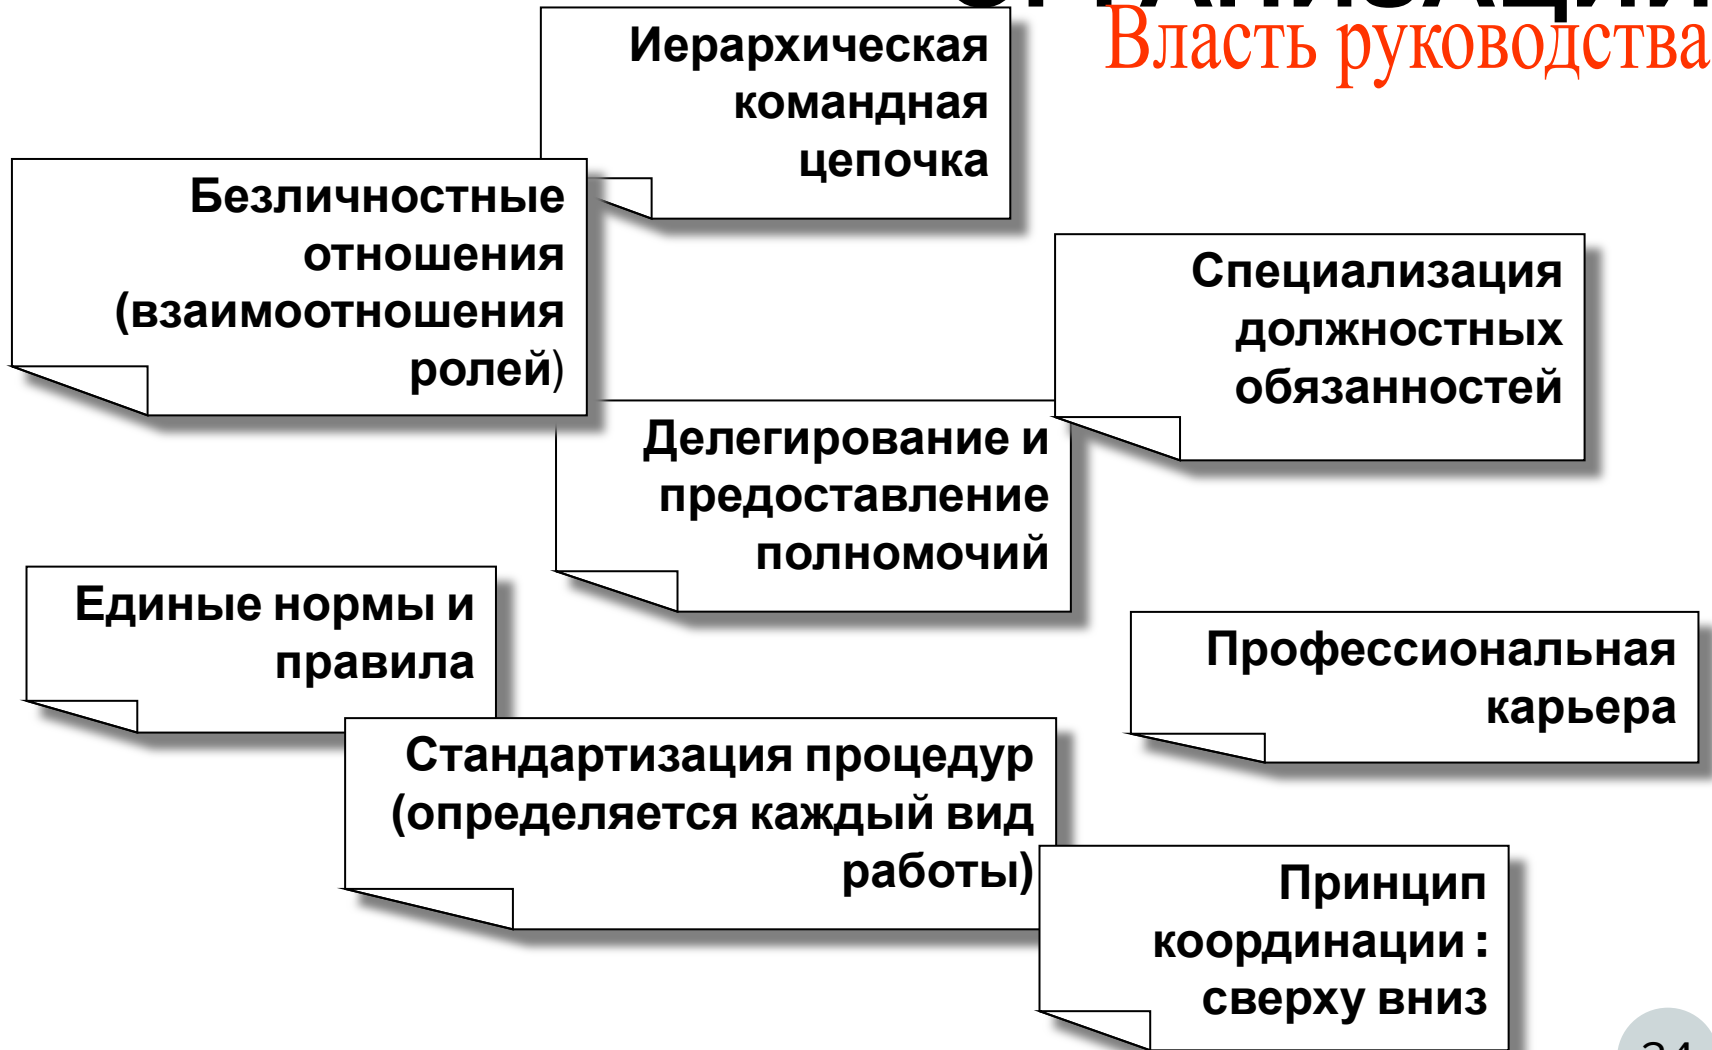 Власть руководства
Иерархическая
командная
цепочка
Безличностные
отношения
(взаимоотношения
ролей)
Специализация
должностных
обязанностей
Делегирование и
предоставление
полномочий
Единые нормы и
правила
Профессиональная
карьера
Стандартизация процедур
(определяется каждый вид
работы)
Принцип
координации :
сверху вниз